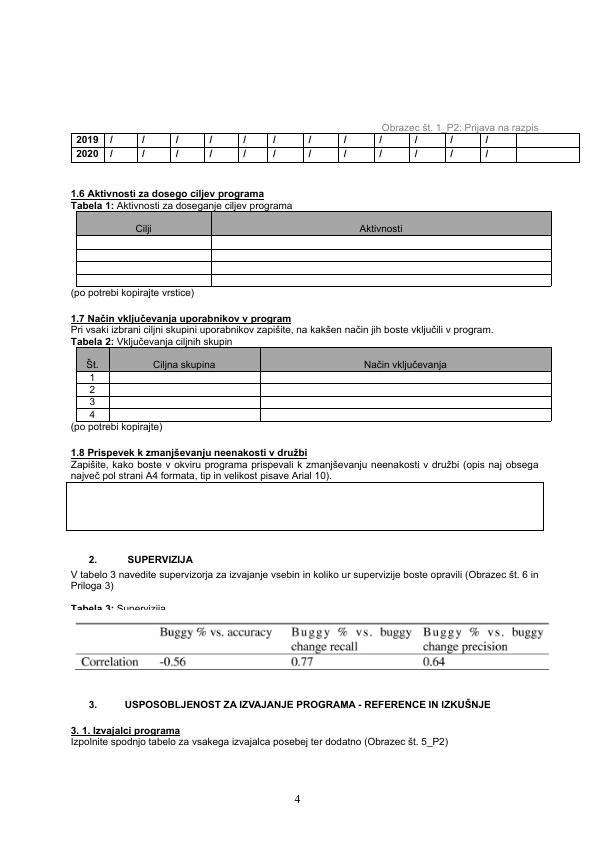 Obrazec št. 1_P2: Prijava na razpis
2019 / / / / / / / / / / / /
2020 / / / / / / / / / / / /
1.6 Aktivnosti za dosego ciljev programa
Tabela 1: Aktivnosti za doseganje ciljev programa
Cilji Aktivnosti
(po potrebi kopirajte vrstice)
1.7 Način vključevanja uporabnikov v program
Pri vsaki izbrani ciljni skupini uporabnikov zapišite, na kakšen način jih boste vključili v program.
Tabela 2: Vključevanja ciljnih skupin
Št. Ciljna skupina Način vključevanja
1
2
3
4
(po potrebi kopirajte)
1.8 Prispevek k zmanjševanju neenakosti v družbi
Zapišite, kako boste v okviru programa prispevali k zmanjševanju neenakosti v družbi (opis naj obsega
največ pol strani A4 formata, tip in velikost pisave Arial 10).
2. SUPERVIZIJA
V tabelo 3 navedite supervizorja za izvajanje vsebin in koliko ur supervizije boste opravili (Obrazec št. 6 in
Priloga 3)
Tabela 3: Supervizija
Buggy % vs. accuracy Buggy % vs. buggy Buggy % vs. buggy
change recall change precision
Correlation -0.56 0.77 0.64
3. USPOSOBLJENOST ZA IZVAJANJE PROGRAMA - REFERENCE IN IZKUŠNJE
3. 1. Izvajalci programa
Izpolnite spodnjo tabelo za vsakega izvajalca posebej ter dodatno (Obrazec št. 5_P2)
4